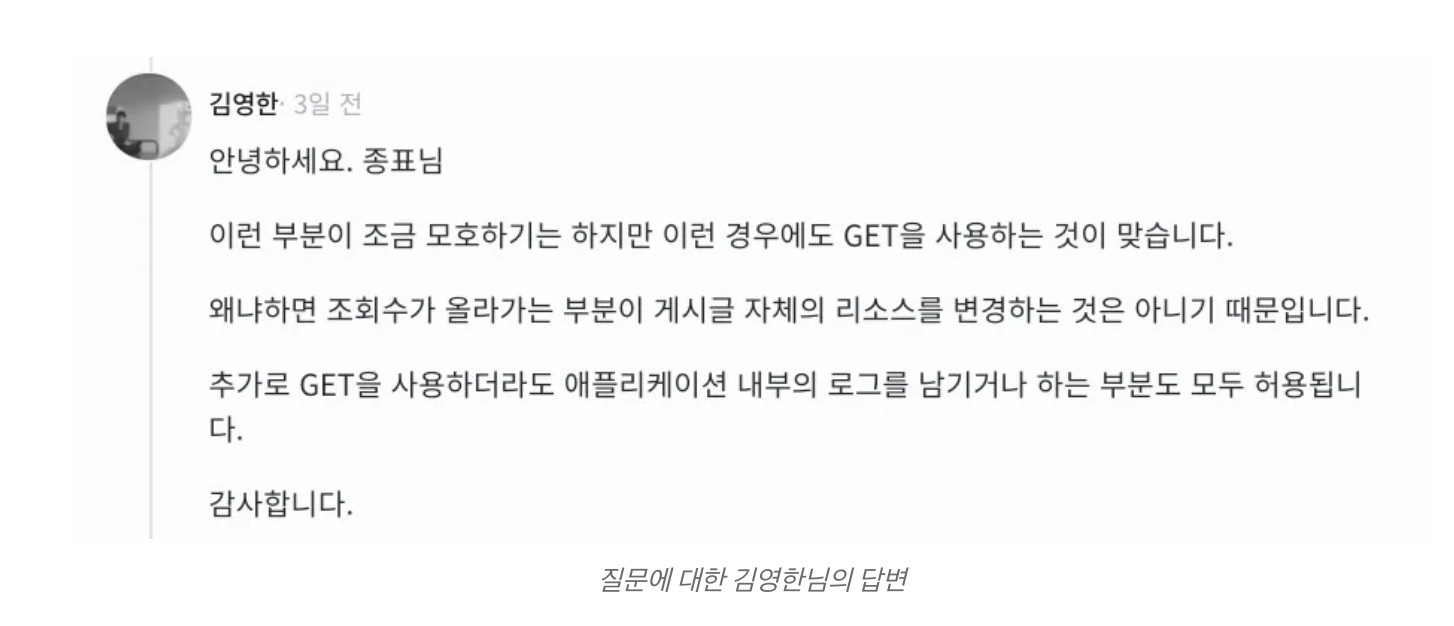 김영한· 3일 전
안녕하세요. 종표님
이런 부분이 조금 모호하기는 하지만 이런 경우에도 GET을 사용하는 것이 맞습니다.
왜냐하면 조회수가 올라가는 부분이 게시글 자체의 리소스를 변경하는 것은 아니기 때문입니다.
추가로 GET을 사용하더라도 애플리케이션 내부의 로그를 남기거나 하는 부분도 모두 허용됩니
다.
감사합니다.
질문에 대한 김영한님의 답변